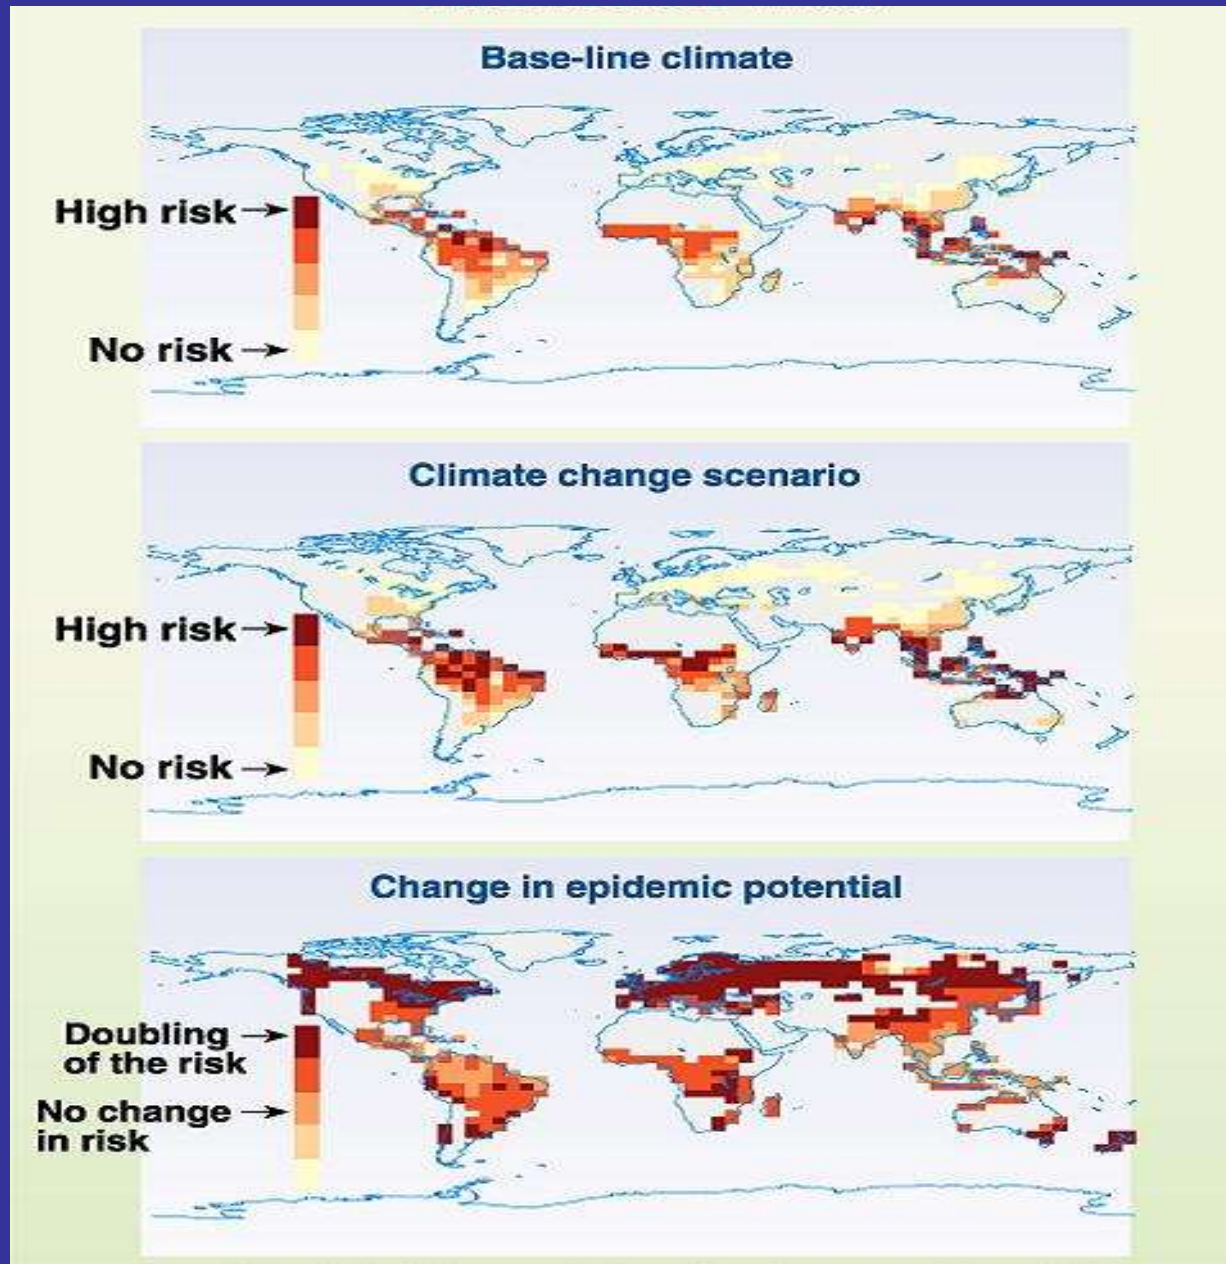 Base-line climate
High risk
No risk
Climate change scenario
High risk
No risk
Change in epidemic potential
Doubling
of the risk
No change
in risk